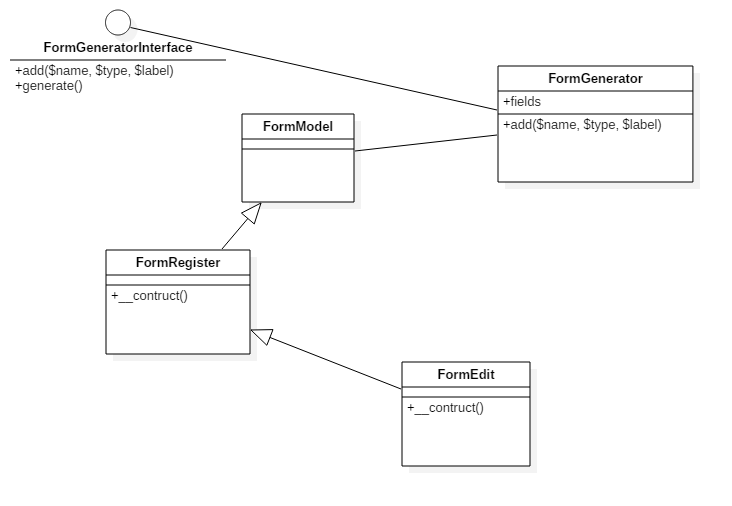 FormGeneratorInterface
+add($name, $type, $label)
+generate()
FormGenerator
+fields
+add($name, $type, $label)
FormModel
FormRegister
+__contruct()
FormEdit
+__contruct()